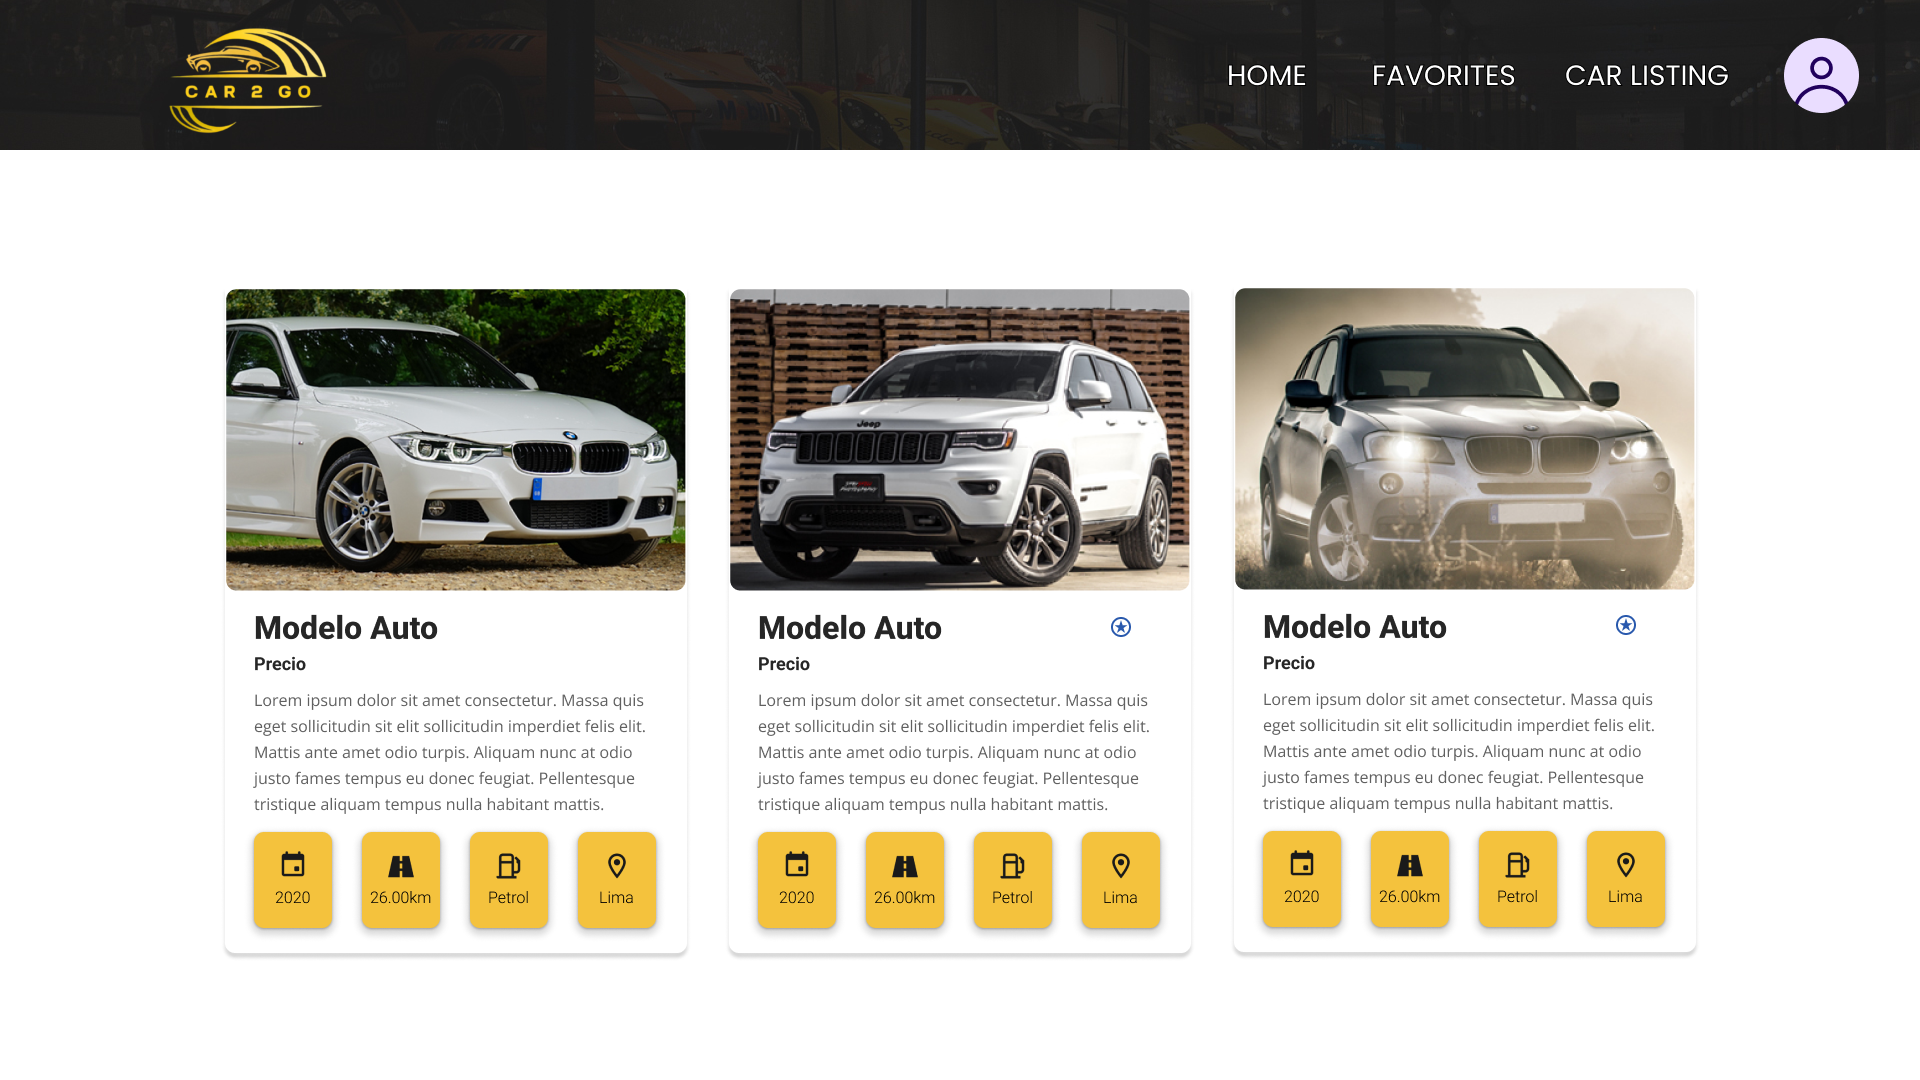 CAR 2 GO
HOME
FAVORITES
CAR LISTING
Jeep
Modelo Auto
Precio
Lorem ipsum dolor sit amet consectetur. Massa quis
eget sollicitudin sit elit sollicitudin imperdiet felis elit.
Mattis ante amet odio turpis. Aliquam nunc at odio
justo fames tempus eu donec feugiat. Pellentesque
tristique aliquam tempus nulla habitant mattis.
2020
26.00km
Petrol
Lima
Modelo Auto
Precio
Lorem ipsum dolor sit amet consectetur. Massa quis
eget sollicitudin sit elit sollicitudin imperdiet felis elit.
Mattis ante amet odio turpis. Aliquam nunc at odio
justo fames tempus eu donec feugiat. Pellentesque
tristique aliquam tempus nulla habitant mattis.
2020
26.00km
Petrol
Lima
Modelo Auto
Precio
Lorem ipsum dolor sit amet consectetur. Massa quis
eget sollicitudin sit elit sollicitudin imperdiet felis elit.
Mattis ante amet odio turpis. Aliquam nunc at odio
justo fames tempus eu donec feugiat. Pellentesque
tristique aliquam tempus nulla habitant mattis.
2020
26.00km
Petrol
Lima